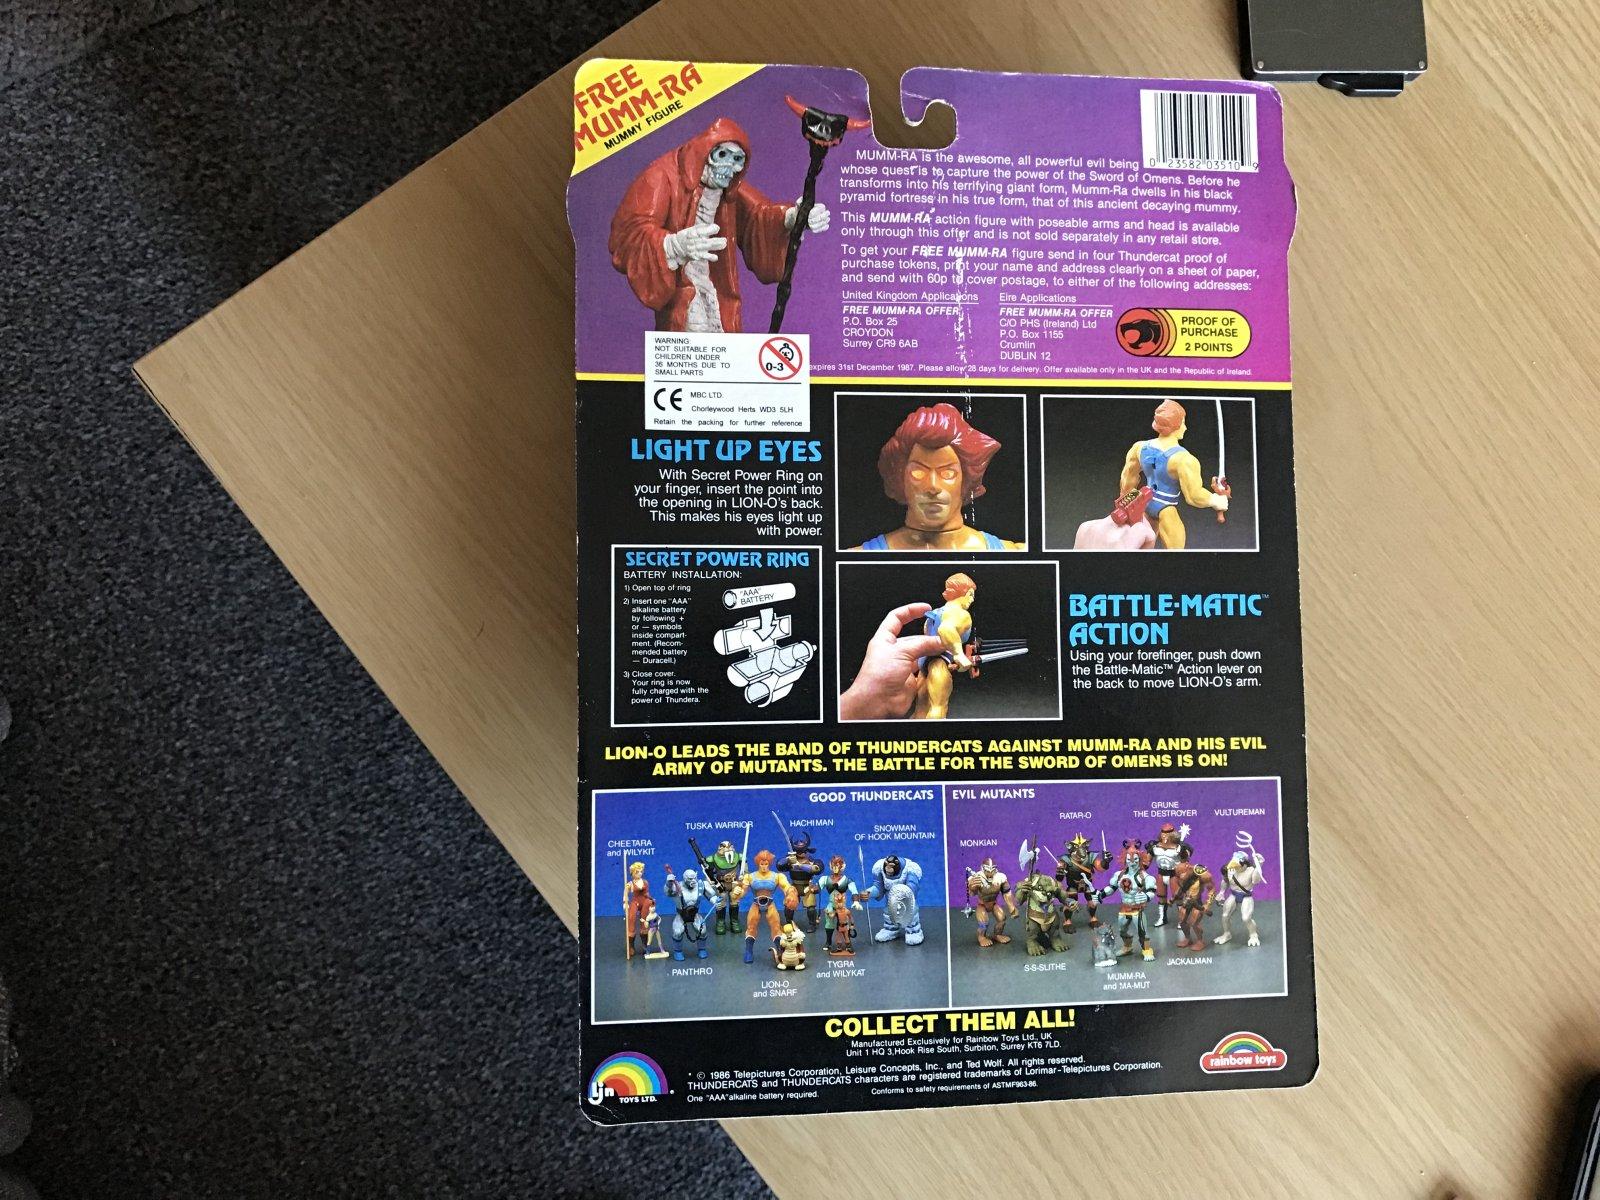 FREE
MUMM-RA
MUMMY FIGURE
0 23582 03510 9
MUMM-RA is the awesome, all powerful evil being
whose quest is to capture the power of the Sword of Omens. Before he
transforms into his terrifying giant form, Mumm-Ra dwells in his black
pyramid fortress in his true form, that of this ancient decaying mummy.
This MUMM-RA action figure with poseable arms and head is available
only through this offer and is not sold separately in any retail store.
To get your FREE MUMM-RA figure send in four Thundercat proof of
purchase tokens, print your name and address clearly on a sheet of paper,
and send with 60p to cover postage, to either of the following addresses:
United Kingdom Applications
FREE MUMM-RA OFFER
P.O. Box 25
CROYDON
Surrey CR9 6AB
Eire Applications
FREE MUMM-RA OFFER
C/O PHS (Ireland) Ltd
P.O. Box 1155
Crumlin
DUBLIN 12
PROOF OF
PURCHASE
2 POINTS
expires 31st December 1987. Please allow 28 days for delivery. Offer available only in the UK and the Republic of Ireland.
WARNING:
NOT SUITABLE FOR
CHILDREN UNDER
36 MONTHS DUE TO
SMALL PARTS
0-3
CE
MBC LTD.
Chorleywood Herts WD3 5LH
Retain the packing for further reference
LIGHT UP EYES
With Secret Power Ring on
your finger, insert the point into
the opening in LION-O's back.
This makes his eyes light up
with power.
SECRET POWER RING
BATTERY INSTALLATION:
1) Open top of ring
2) Insert one "AAA"
alkaline battery
by following +
or — symbols
inside compart-
ment. (Recom-
mended battery
— Duracell.)
3) Close cover.
Your ring is now
fully charged with the
power of Thundera.
"AAA"
BATTERY
BATTLE-MATIC™
ACTION
Using your forefinger, push down
the Battle-Matic™ Action lever on
the back to move LION-O's arm.
LION-O LEADS THE BAND OF THUNDERCATS AGAINST MUMM-RA AND HIS EVIL
ARMY OF MUTANTS. THE BATTLE FOR THE SWORD OF OMENS IS ON!
GOOD THUNDERCATS
CHEETARA
and WILYKIT
TUSKA WARRIOR
HACHIMAN
SNOWMAN
OF HOOK MOUNTAIN
PANTHRO
LION-O
and SNARF
TYGRA
and WILYKAT
EVIL MUTANTS
MONKIAN
RATAR-O
GRUNE
THE DESTROYER
VULTUREMAN
S-S-SLITHE
MUMM-RA
and MA-MUT
JACKALMAN
COLLECT THEM ALL!
Manufactured Exclusively for Rainbow Toys Ltd., UK
Unit 1 HQ 3,Hook Rise South, Surbiton, Surrey KT6 7LD.
* © 1986 Telepictures Corporation, Leisure Concepts, Inc., and Ted Wolf. All rights reserved.
THUNDERCATS and THUNDERCATS characters are registered trademarks of Lorimar-Telepictures Corporation.
One "AAA" alkaline battery required.
Conforms to safety requirements of ASTMF963-86.
ljn
TOYS LTD.
rainbow toys